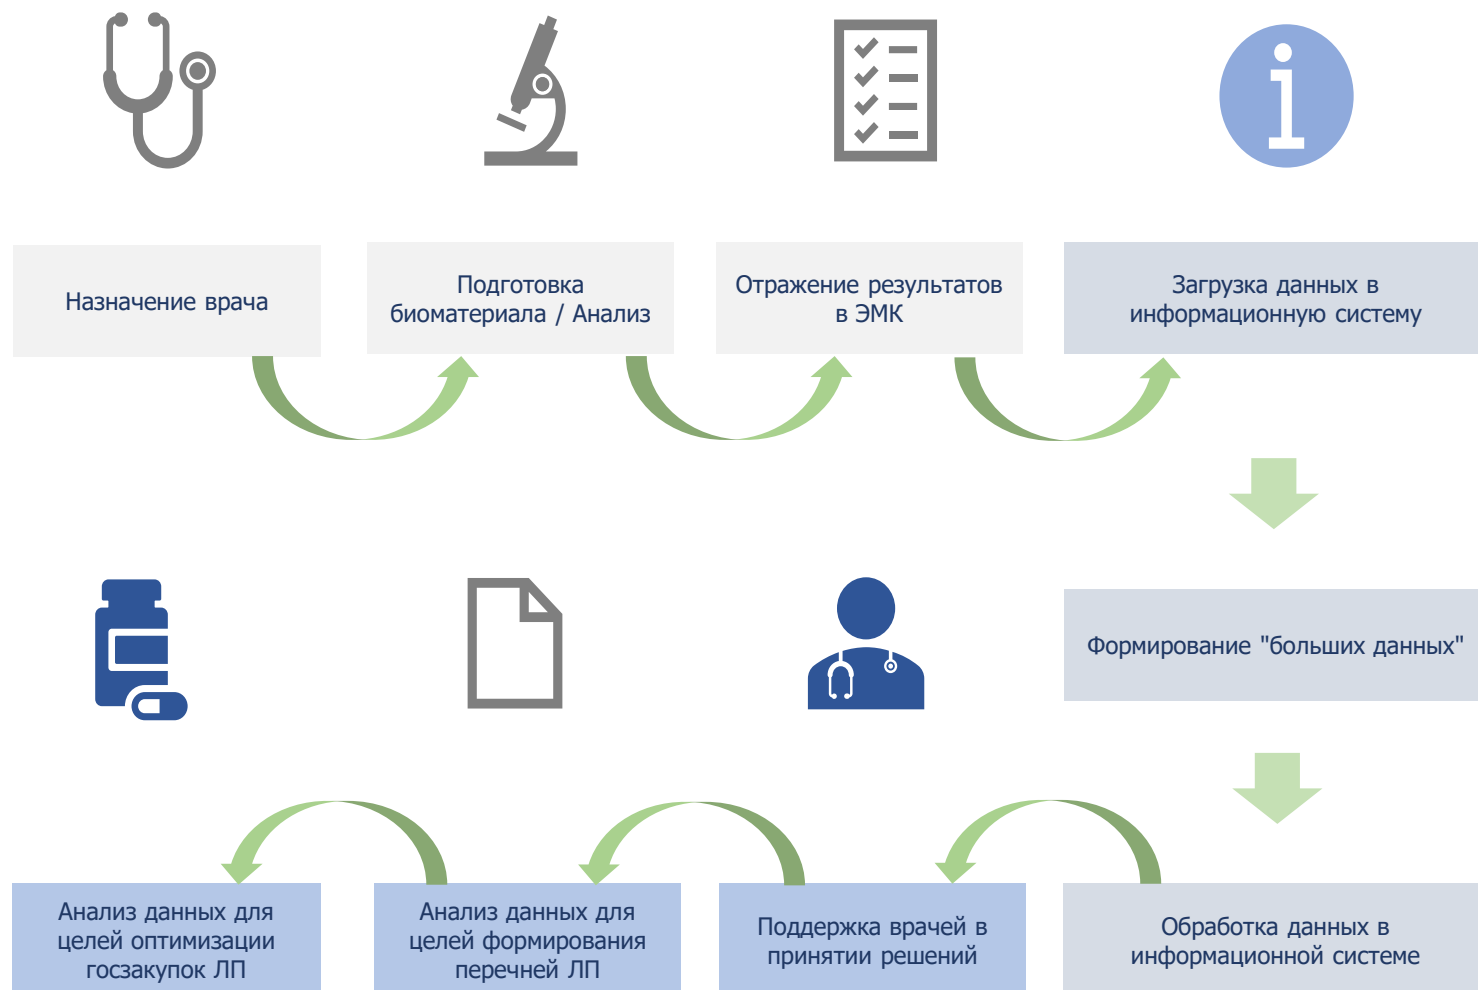 Назначение врача
Подготовка
биоматериала / Анализ
Отражение результатов
в ЭМК
Загрузка данных в
информационную систему
Формирование "больших данных"
Анализ данных для
целей оптимизации
госзакупок ЛП
Анализ данных для
целей формирования
перечней ЛП
Поддержка врачей в
принятии решений
Обработка данных в
информационной системе